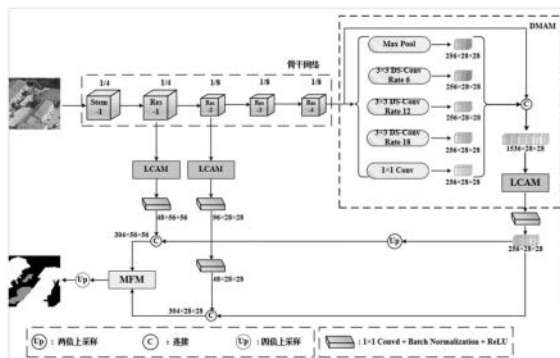 DMAM
骨干网络
1/4
1/4
1/8
1/8
1/8
Stem
-1
Res
-1
Res
-2
Res
-3
Res
-4
Max Pool
256×28×28
3×3 DS-Conv
Rate 6
256×28×28
3×3 DS-Conv
Rate 12
256×28×28
3×3 DS-Conv
Rate 18
256×28×28
1×1 Conv
256×28×28
C
1536×28×28
LCAM
LCAM
LCAM
48×56×56
96×28×28
256×28×28
304×56×56
C
Up
48×28×28
MFM
Up
304×28×28
C
Up : 两倍上采样
C : 连接
Up : 四倍上采样
: 1×1 Convd + Batch Normalization + ReLU